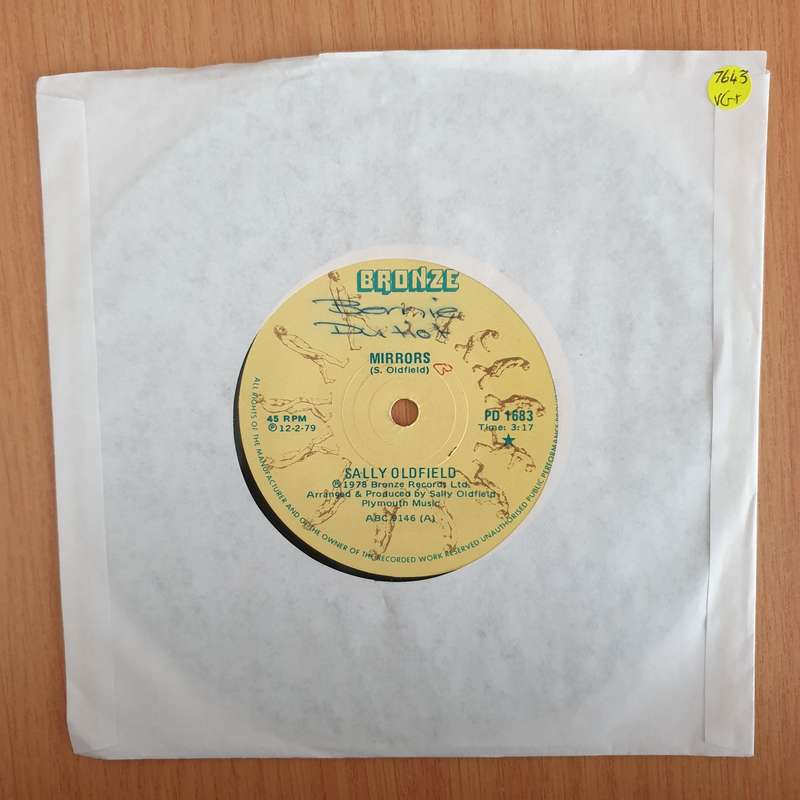 7643
VG+
BRONZE
Bonnie
MIRRORS
(S. Oldfield)
45 RPM
℗ 12-2-79
PD 1683
Time: 3:17
★
SALLY OLDFIELD
℗ 1978 Bronze Records Ltd.
Arranged & Produced by Sally Oldfield
Plymouth Music
ABC 9146 (A)
ALL RIGHTS OF THE MANUFACTURER AND OF THE OWNER OF THE RECORDED WORK RESERVED UNAUTHORISED PUBLIC PERFORMANCE